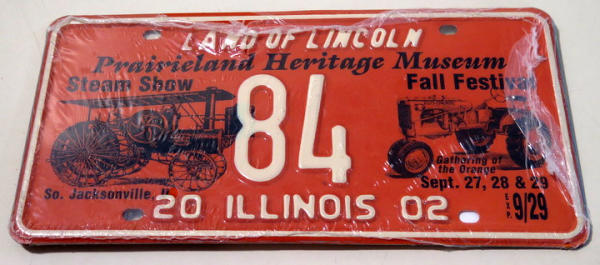 LAND OF LINCOLN
Prairieland Heritage Museum
Steam Show
Fall Festival
84
Gathering of
the Orange
So. Jacksonville,
Sept. 27, 28 & 29
EXP. 9/29
20 ILLINOIS 02